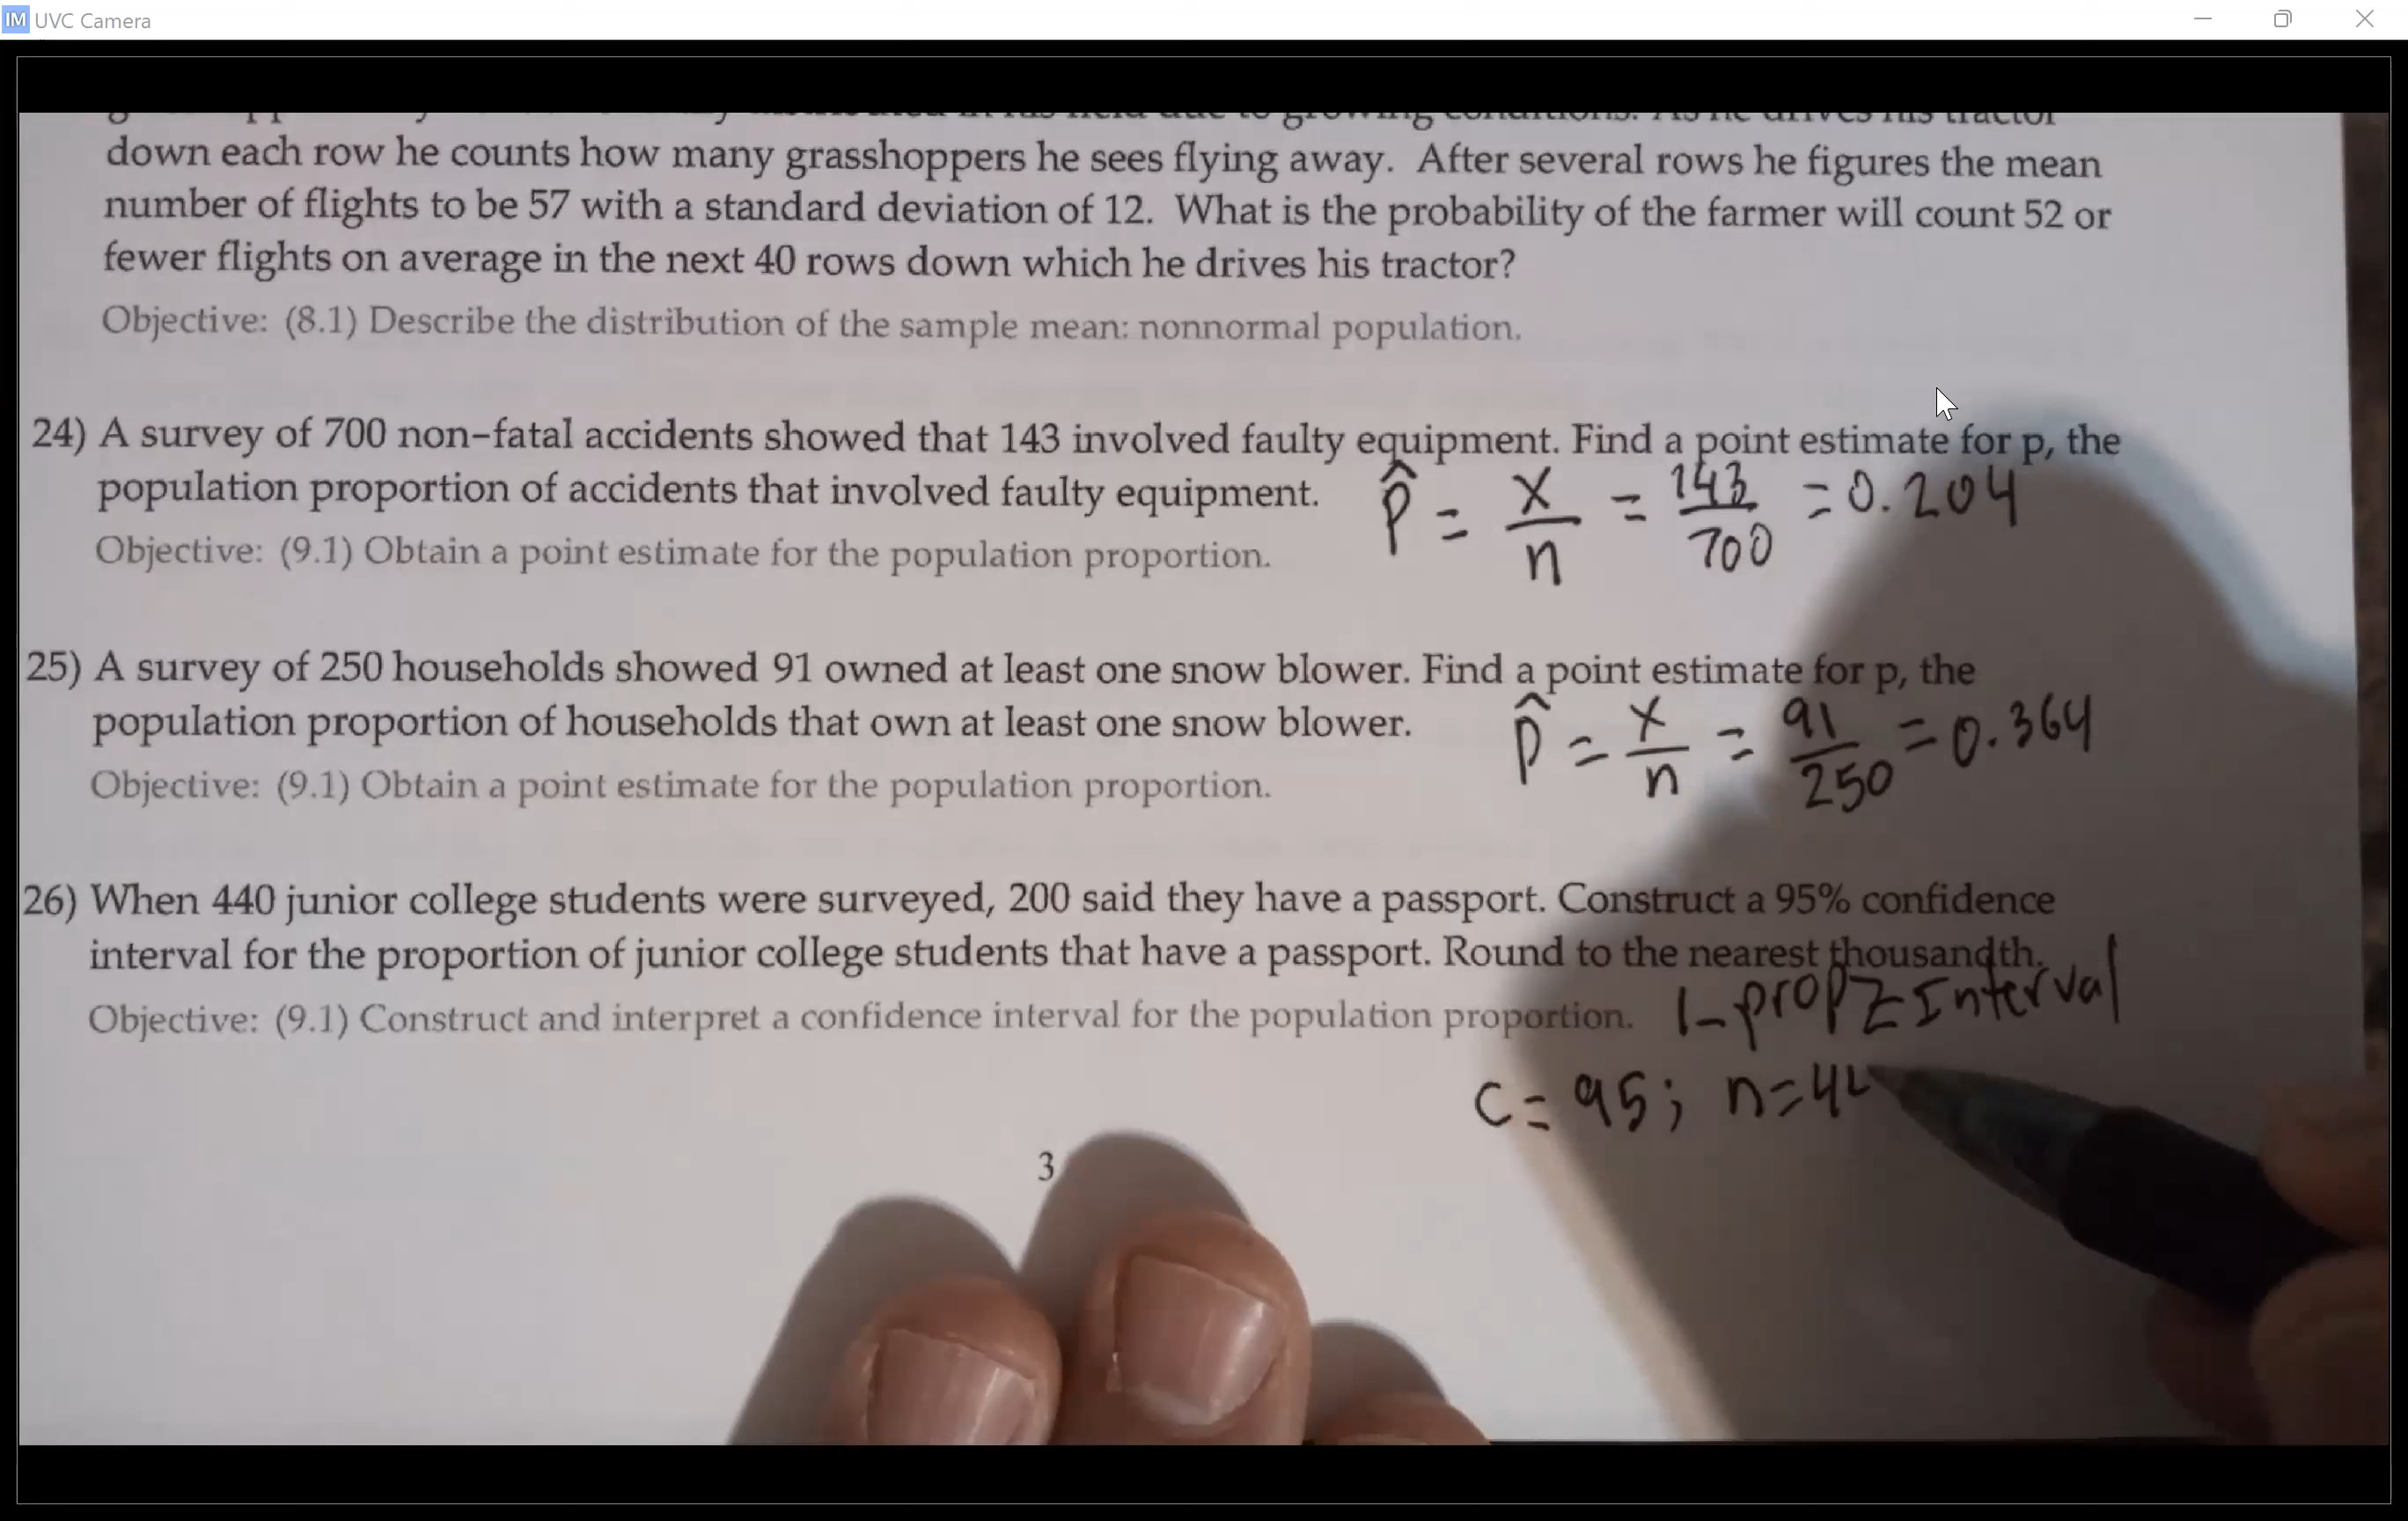 IM UVC Camera
down each row he counts how many grasshoppers he sees flying away. After several rows he figures the mean
number of flights to be 57 with a standard deviation of 12. What is the probability of the farmer will count 52 or
fewer flights on average in the next 40 rows down which he drives his tractor?
Objective: (8.1) Describe the distribution of the sample mean: nonnormal population.
24) A survey of 700 non-fatal accidents showed that 143 involved faulty equipment. Find a point estimate for p, the
population proportion of accidents that involved faulty equipment. p̂ = x/n = 143/700 = 0.204
Objective: (9.1) Obtain a point estimate for the population proportion.
25) A survey of 250 households showed 91 owned at least one snow blower. Find a point estimate for p, the
population proportion of households that own at least one snow blower. p̂ = x/n = 91/250 = 0.364
Objective: (9.1) Obtain a point estimate for the population proportion.
26) When 440 junior college students were surveyed, 200 said they have a passport. Construct a 95% confidence
interval for the proportion of junior college students that have a passport. Round to the nearest thousandth.
Objective: (9.1) Construct and interpret a confidence interval for the population proportion. 1-prop Z Interval
C = 95; n=44
3